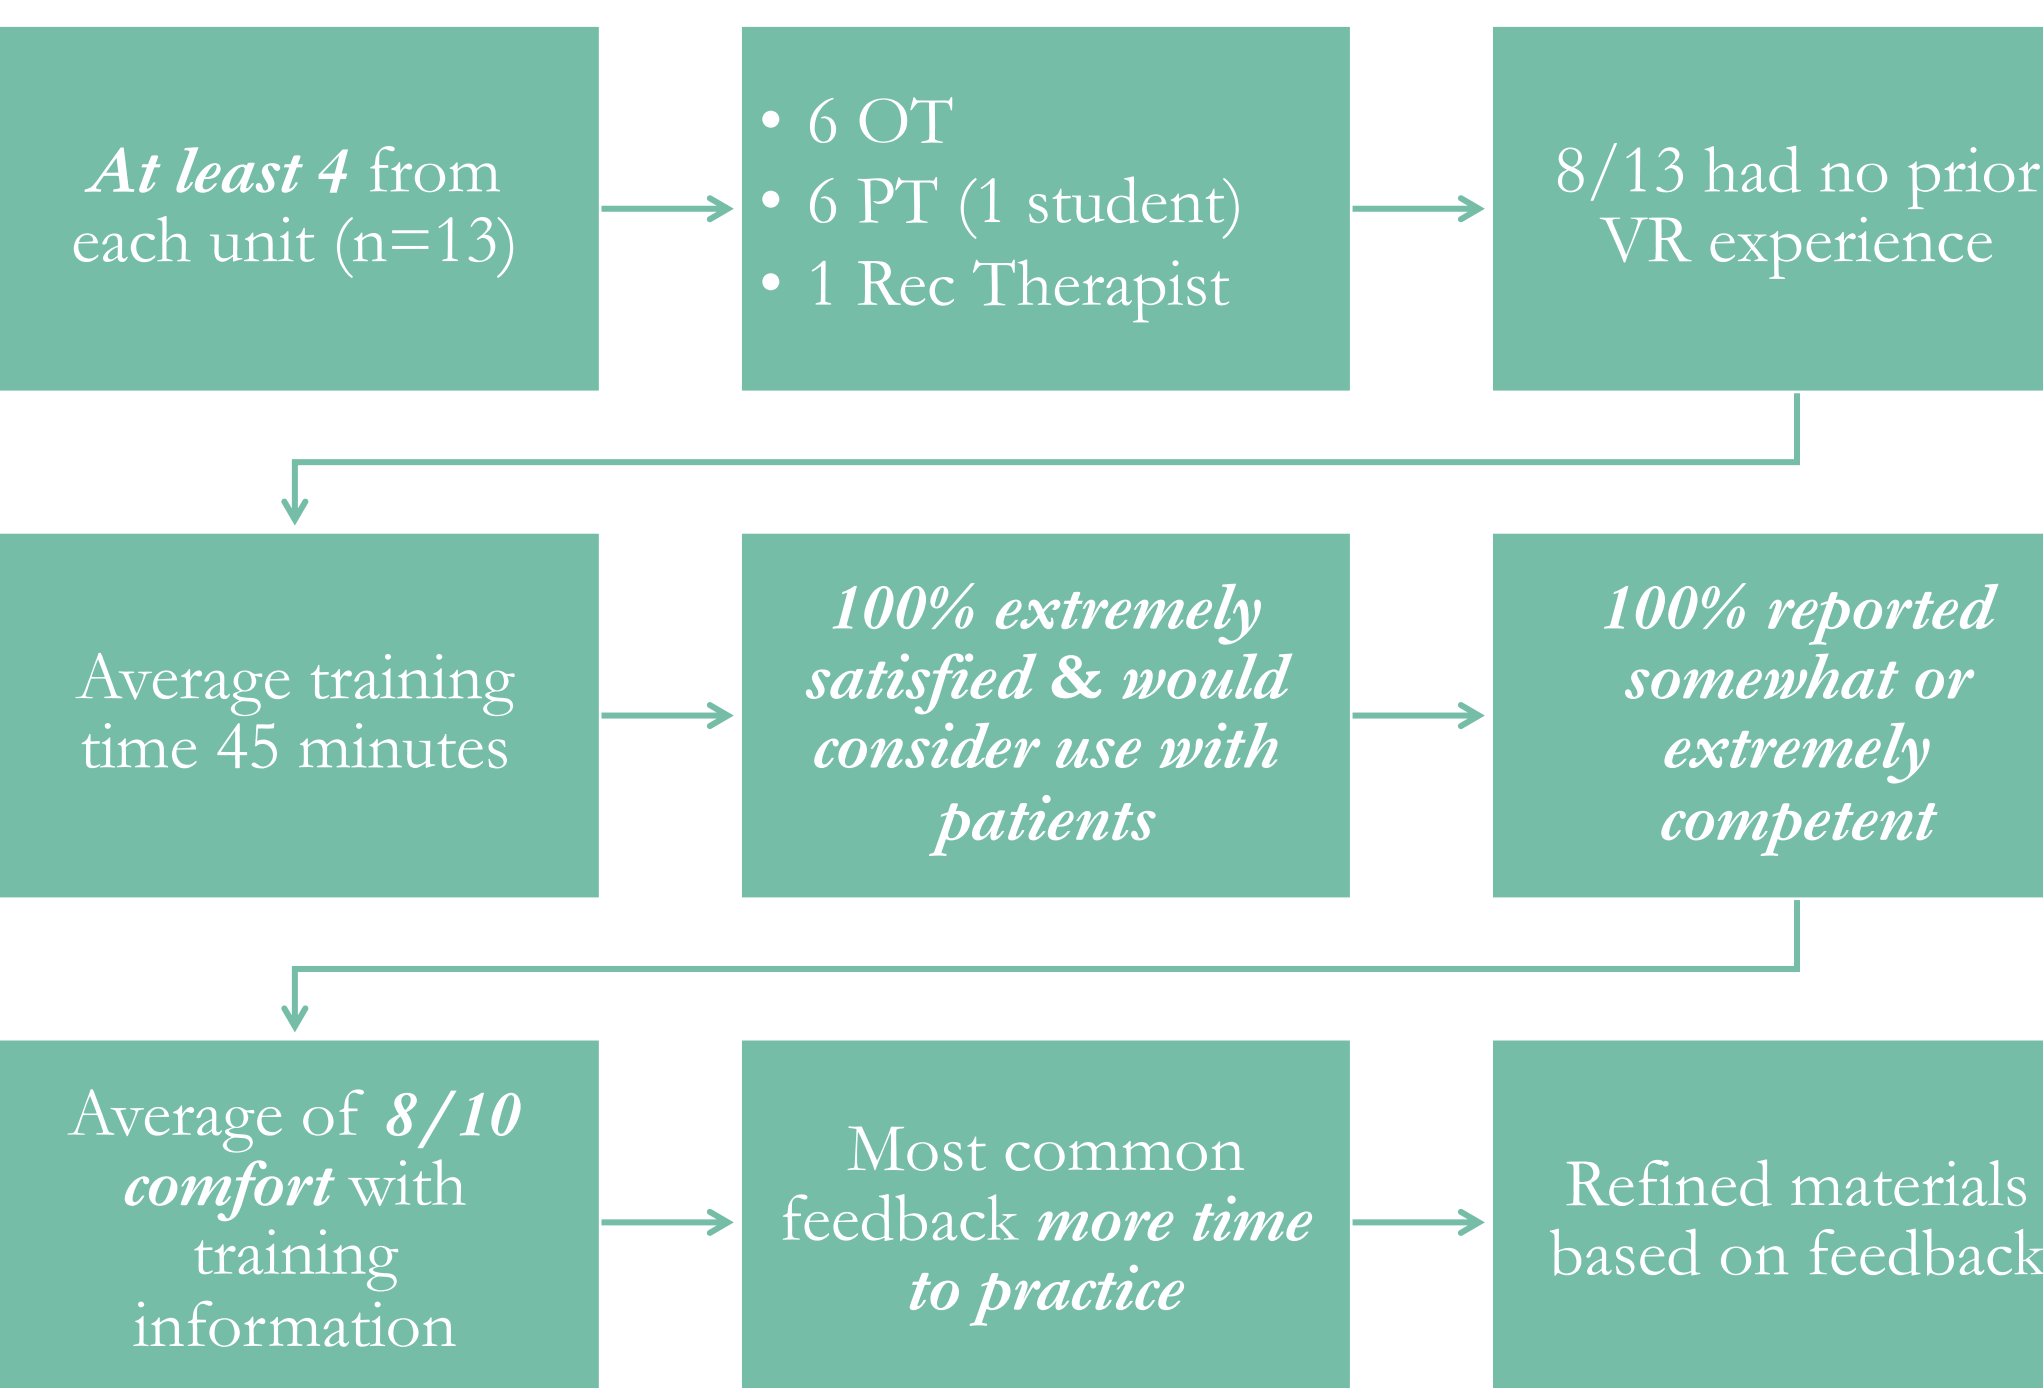 At least 4 from
each unit (n=13)
• 6 OT
• 6 PT (1 student)
• 1 Rec Therapist
8/13 had no prior
VR experience
Average training
time 45 minutes
100% extremely
satisfied & would
consider use with
patients
100% reported
somewhat or
extremely
competent
Average of 8/10
comfort with
training
information
Most common
feedback more time
to practice
Refined materials
based on feedback